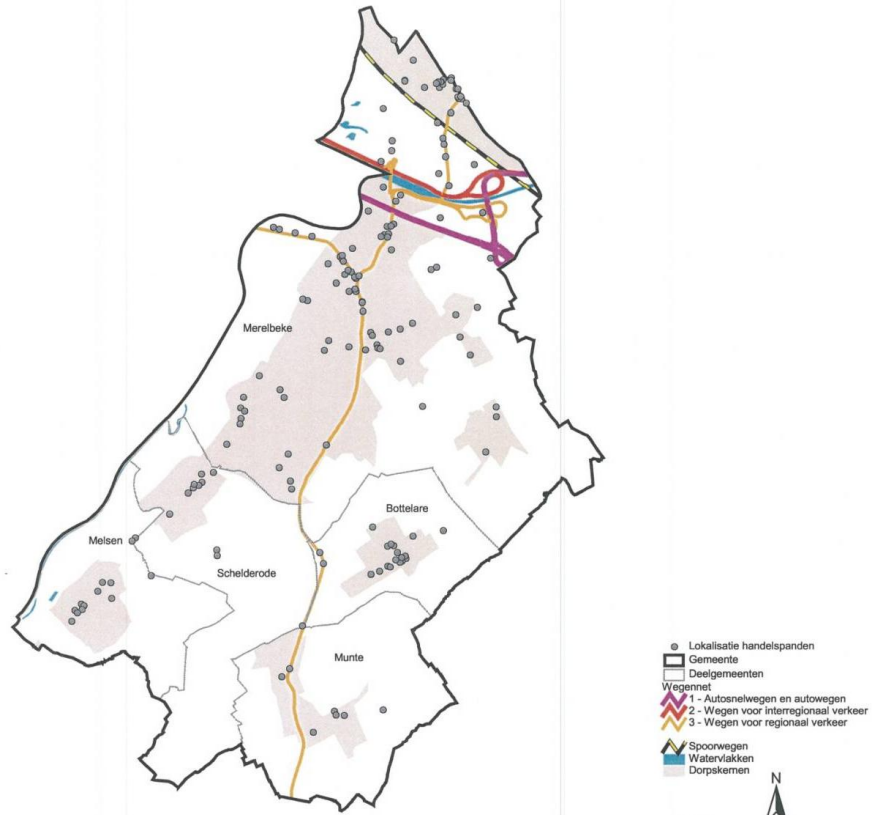 Merelbeke
Bottelare
Melsen
Schelderode
Munte
Lokalisatie handelspanden
Gemeente
Deelgemeenten
Wegennet
1 - Autosnelwegen en autowegen
2 - Wegen voor interregionaal verkeer
3 - Wegen voor regionaal verkeer
Spoorwegen
Watervlakken
Dorpskernen
N